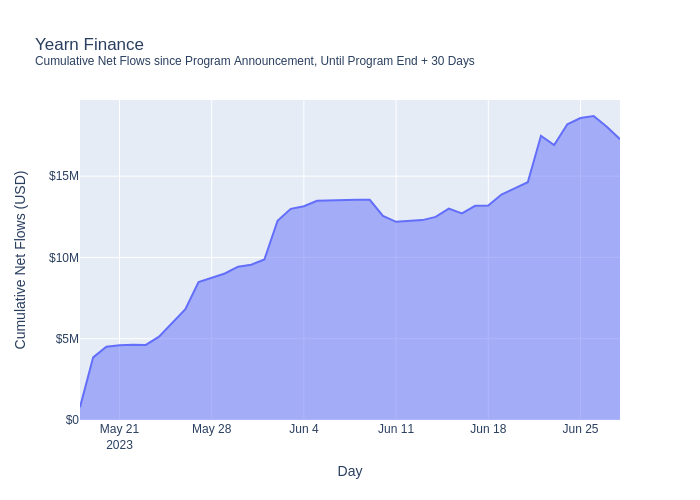 Yearn Finance
Cumulative Net Flows since Program Announcement, Until Program End + 30 Days
Cumulative Net Flows (USD)
$15M
$10M
$5M
$0
May 21
2023
May 28
Jun 4
Jun 11
Jun 18
Jun 25
Day